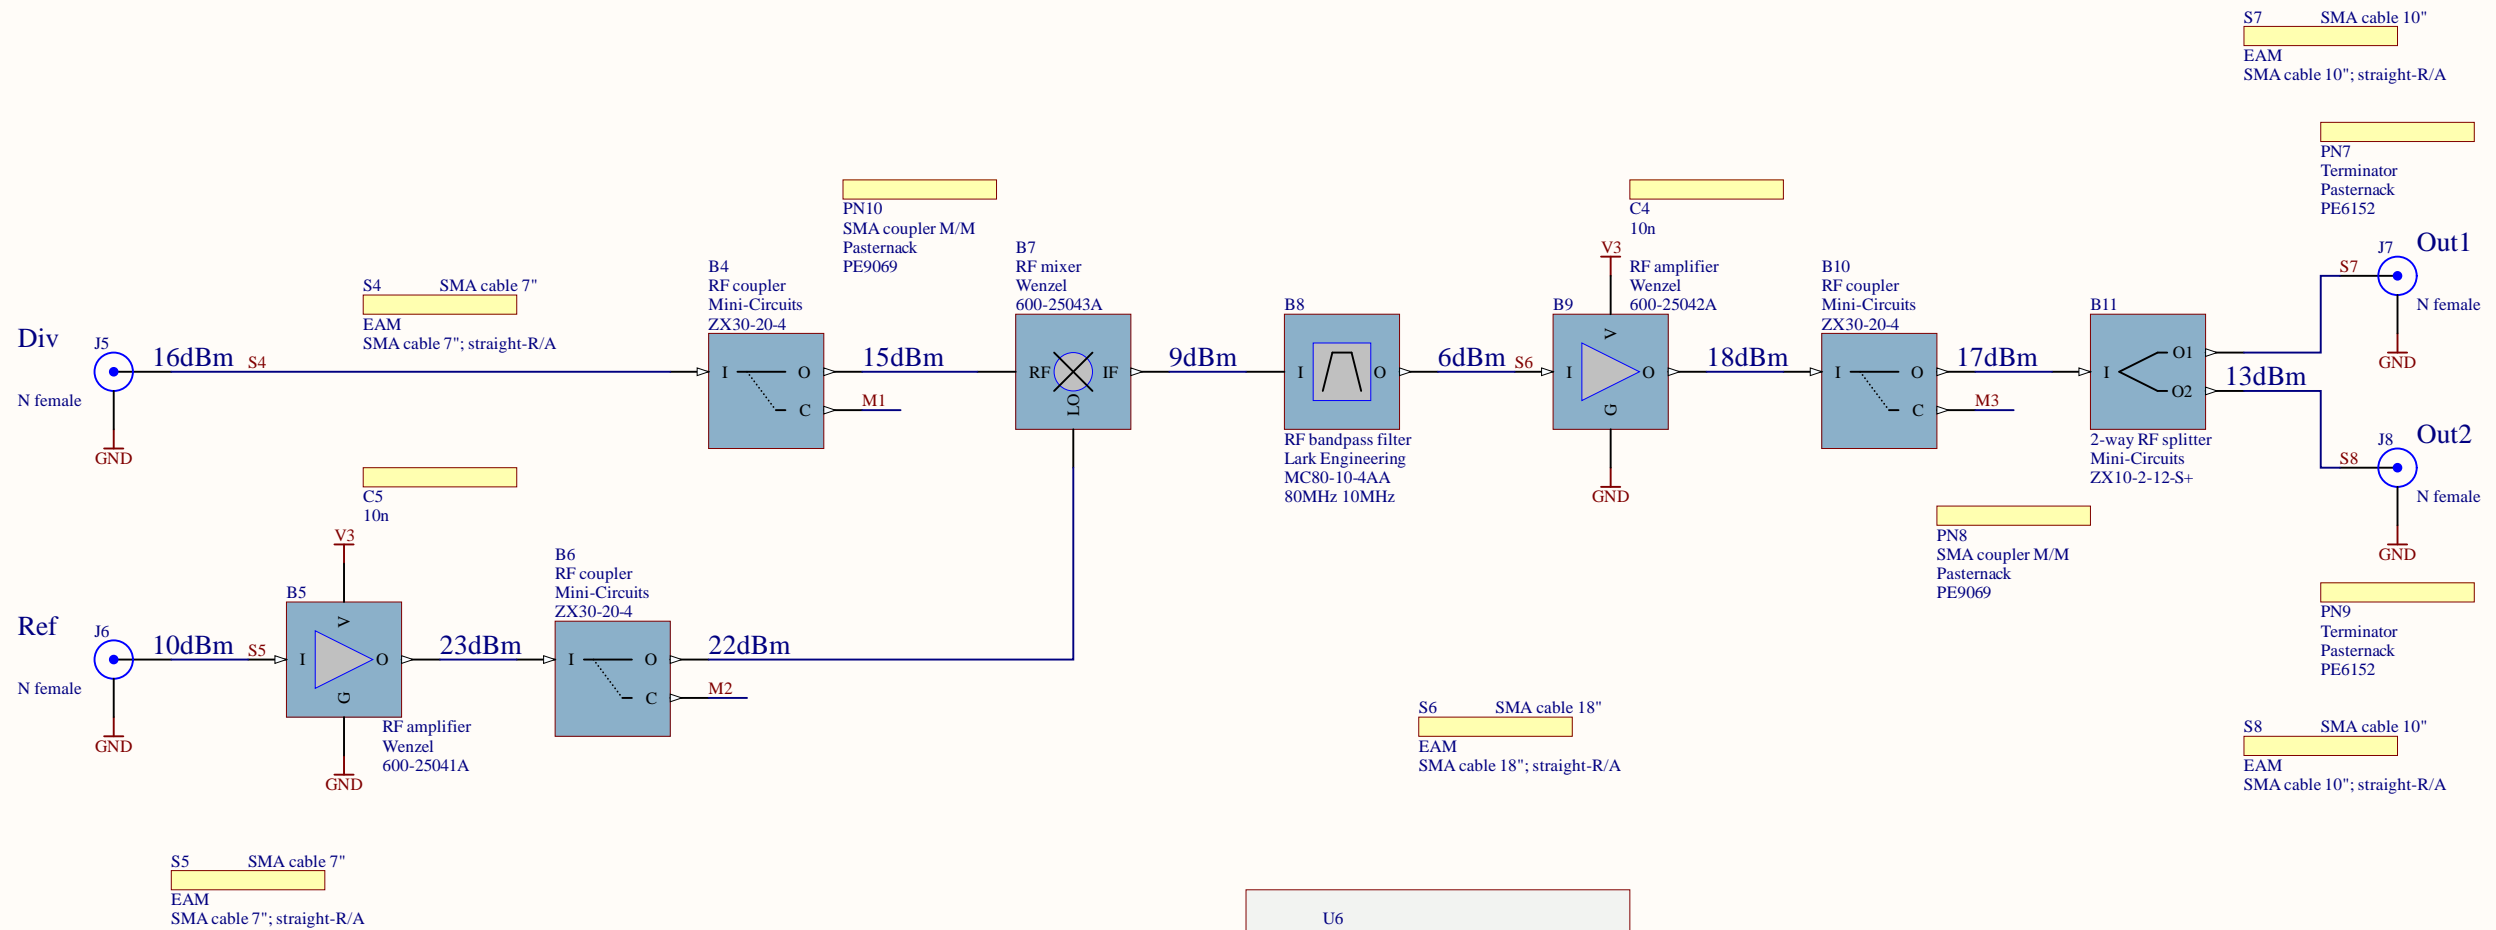 S7 SMA cable 10"
EAM
SMA cable 10"; straight-R/A
PN7
Terminator
Pasternack
PE6152
PN10
SMA coupler M/M
Pasternack
PE9069
C4
10n
B7
RF mixer
Wenzel
600-25043A
V3
RF amplifier
Wenzel
600-25042A
B9
B4
RF coupler
Mini-Circuits
ZX30-20-4
B10
RF coupler
Mini-Circuits
ZX30-20-4
J7 Out1
S7
N female
GND
S4 SMA cable 7"
EAM
SMA cable 7"; straight-R/A
B8
B11
Div
J5
16dBm S4
N female
GND
I O
C
15dBm
M1
RF IF
LO
9dBm
I O
RF bandpass filter
Lark Engineering
MC80-10-4AA
80MHz 10MHz
6dBm S6
V
I O
G
GND
18dBm
I O
C
17dBm
M3
I O1
O2
13dBm
2-way RF splitter
Mini-Circuits
ZX10-2-12-S+
J8 Out2
S8
N female
GND
C5
10n
V3
B5
V
I O
G
GND
RF amplifier
Wenzel
600-25041A
Ref
J6
10dBm S5
N female
GND
23dBm
B6
RF coupler
Mini-Circuits
ZX30-20-4
I O
C
22dBm
M2
PN8
SMA coupler M/M
Pasternack
PE9069
PN9
Terminator
Pasternack
PE6152
S6 SMA cable 18"
EAM
SMA cable 18"; straight-R/A
S8 SMA cable 10"
EAM
SMA cable 10"; straight-R/A
S5 SMA cable 7"
EAM
SMA cable 7"; straight-R/A
U6